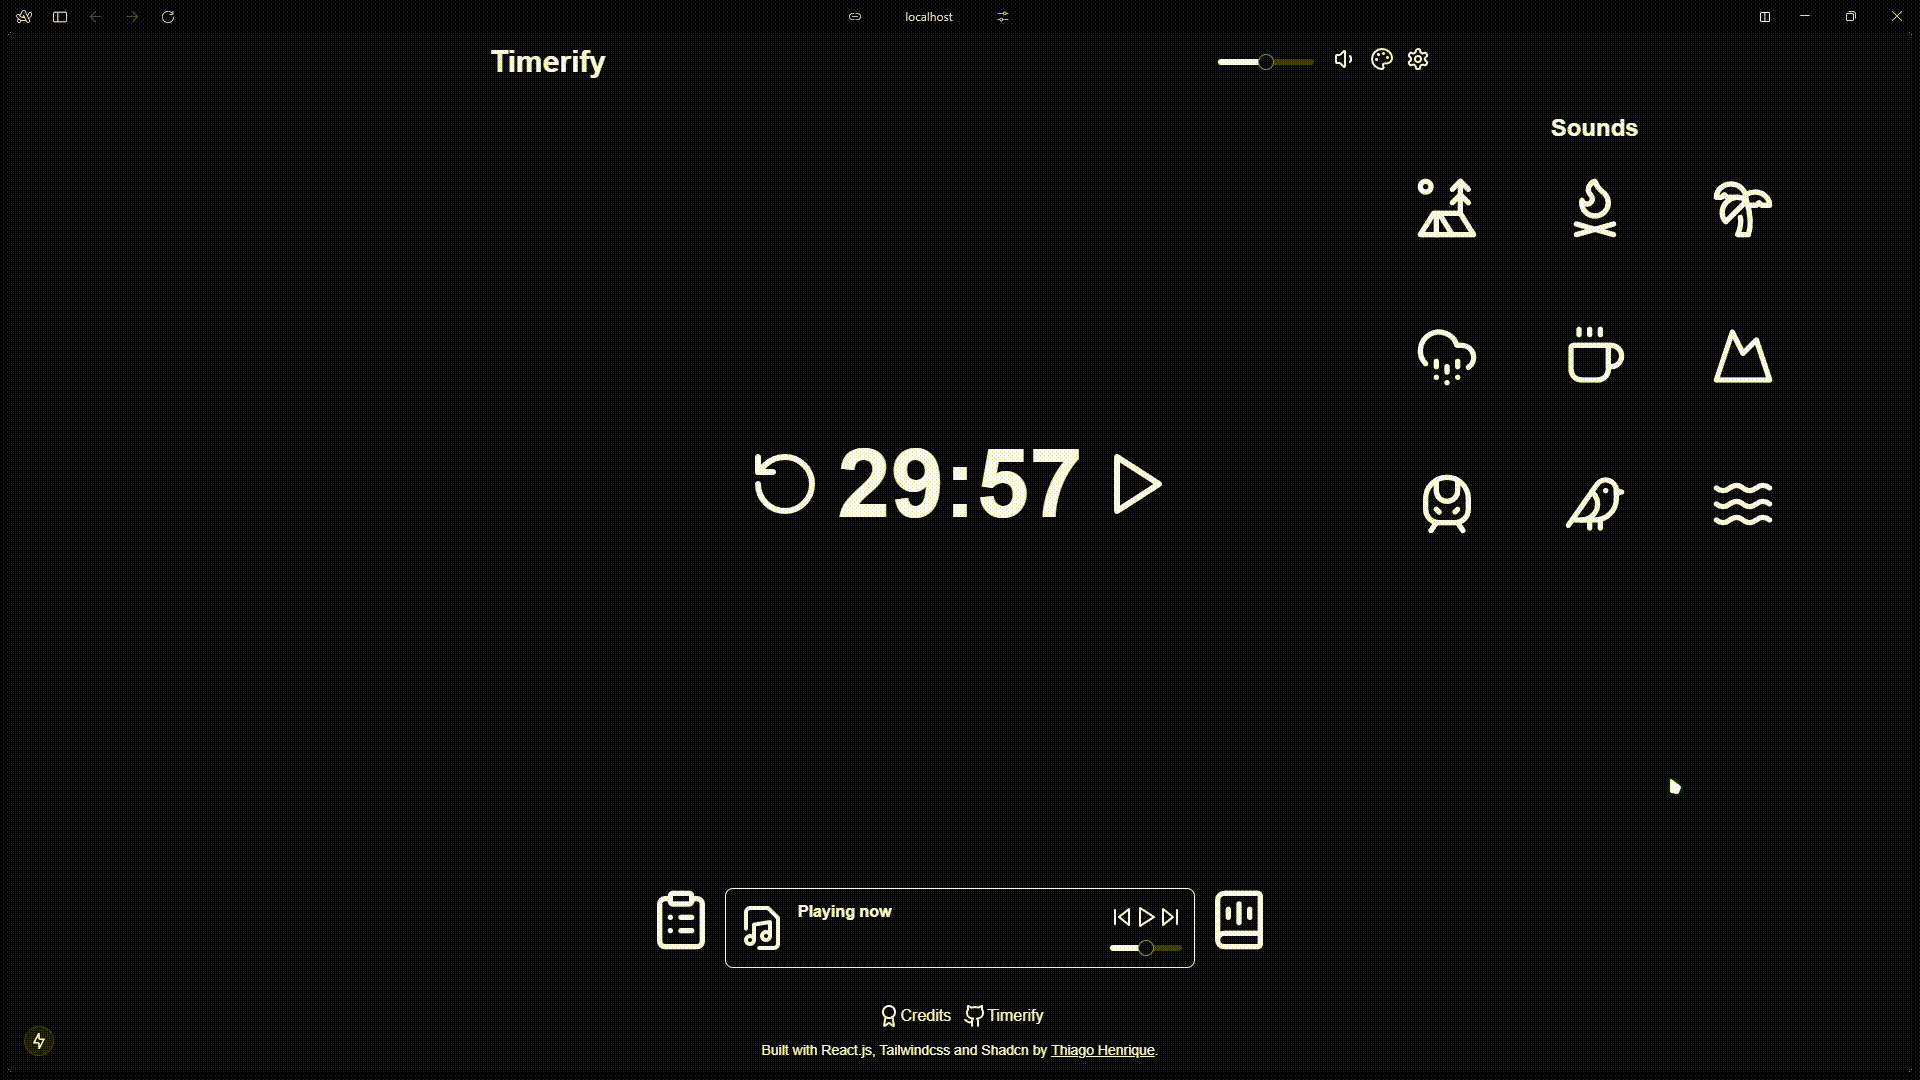 localhost
Timerify
Sounds
29:57
Playing now
Credits Timerify
Built with React.js, Tailwindcss and Shadcn by Thiago Henrique.